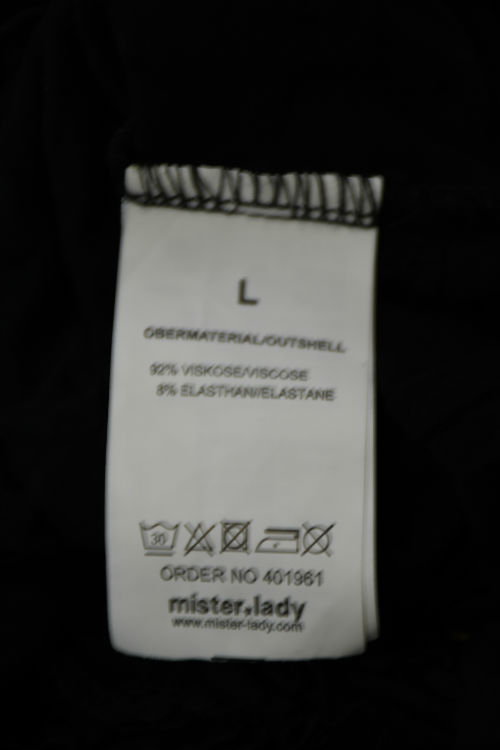 L
OBERMATERIAL/OUTSHELL
92% VISKOSE/VISCOSE
8% ELASTHAN//ELASTANE
30
ORDER NO 401961
mister*lady
www.mister-lady.com